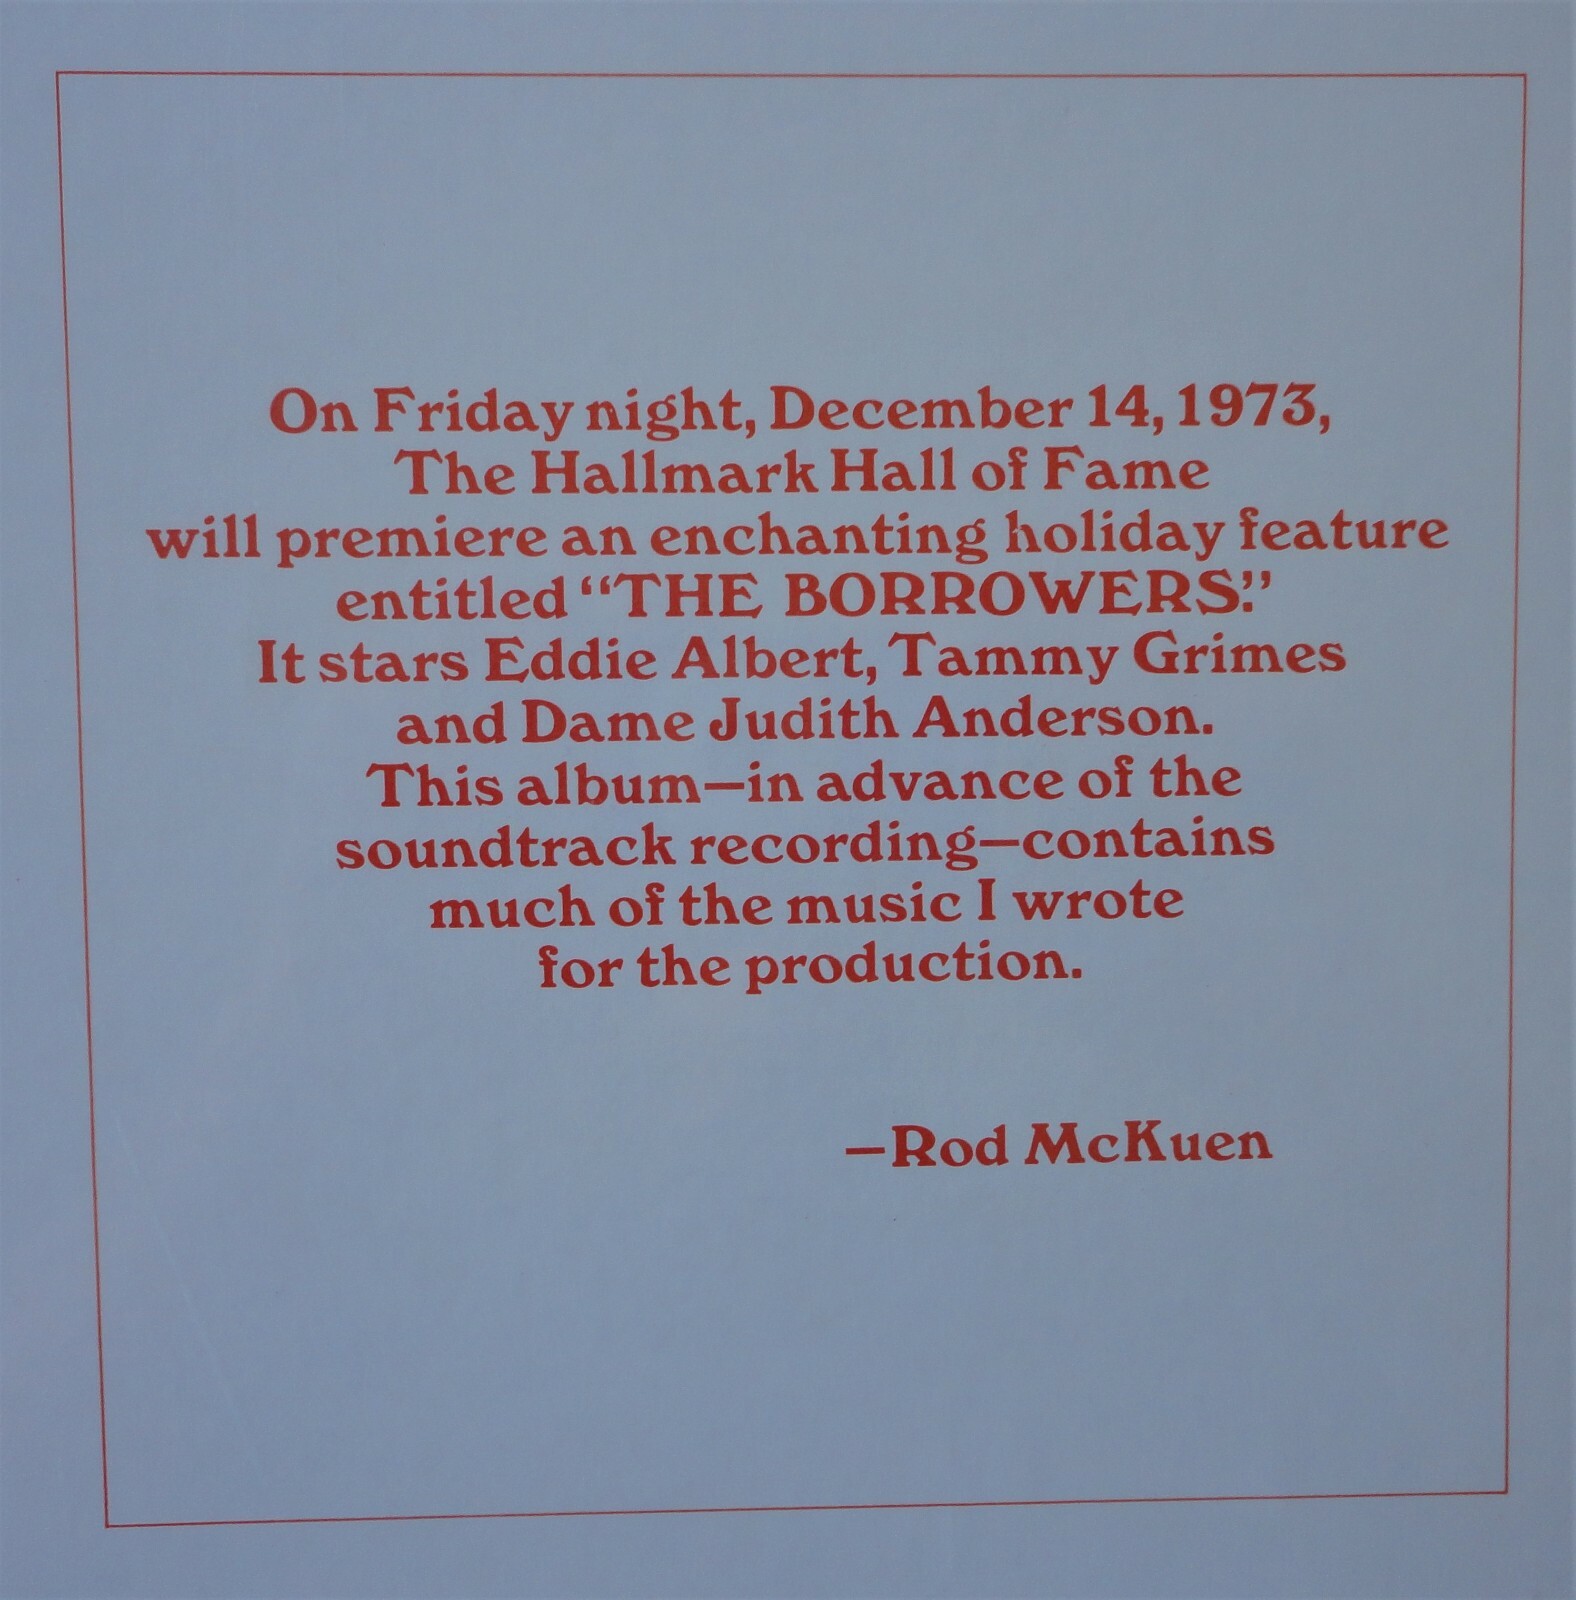 On Friday night, December 14, 1973,
The Hallmark Hall of Fame
will premiere an enchanting holiday feature
entitled “THE BORROWERS.”
It stars Eddie Albert, Tammy Grimes
and Dame Judith Anderson.
This album—in advance of the
soundtrack recording—contains
much of the music I wrote
for the production.
—Rod McKuen